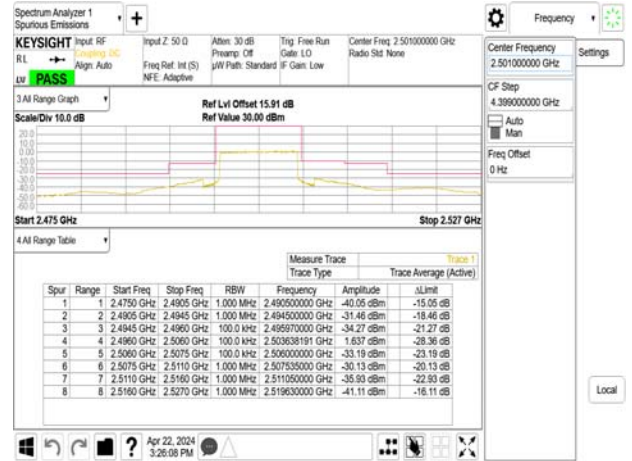 Spectrum Analyzer 1
Spurious Emissions
Frequency
KEYSIGHT Input: RF Input Z: 50 Ω Atten: 30 dB Trig: Free Run Center Freq: 2.501000000 GHz
RL Coupling: DC Preamp: Off Gate: LO Radio Std: None
Align: Auto Freq Ref: Int (S) µW Path: Standard IF Gain: Low
NFE: Adaptive
LV PASS
3 All Range Graph
Ref Lvl Offset 15.91 dB
Scale/Div 10.0 dB Ref Value 30.00 dBm
20.0
10.0
0.00
Start 2.475 GHz Stop 2.527 GHz
4 All Range Table
Measure Trace Trace 1
Trace Type Trace Average (Active)
Spur Range Start Freq Stop Freq RBW Frequency Amplitude ΔLimit
1 1 2.4750 GHz 2.4905 GHz 1.000 MHz 2.490500000 GHz -40.05 dBm -15.05 dB
2 2 2.4905 GHz 2.4945 GHz 1.000 MHz 2.494500000 GHz -31.46 dBm -18.46 dB
3 3 2.4945 GHz 2.4960 GHz 100.0 kHz 2.495970000 GHz -34.27 dBm -21.27 dB
4 4 2.4960 GHz 2.5060 GHz 100.0 kHz 2.503638191 GHz 1.637 dBm -28.36 dB
5 5 2.5060 GHz 2.5075 GHz 100.0 kHz 2.506000000 GHz -33.19 dBm -23.19 dB
6 6 2.5075 GHz 2.5110 GHz 1.000 MHz 2.507535000 GHz -30.13 dBm -20.13 dB
7 7 2.5110 GHz 2.5160 GHz 1.000 MHz 2.511050000 GHz -35.93 dBm -22.93 dB
8 8 2.5160 GHz 2.5270 GHz 1.000 MHz 2.519630000 GHz -41.11 dBm -16.11 dB
Apr 22, 2024
3:26:08 PM
Center Frequency
2.501000000 GHz
Settings
CF Step
4.399000000 GHz
Auto
Man
Freq Offset
0 Hz
Local